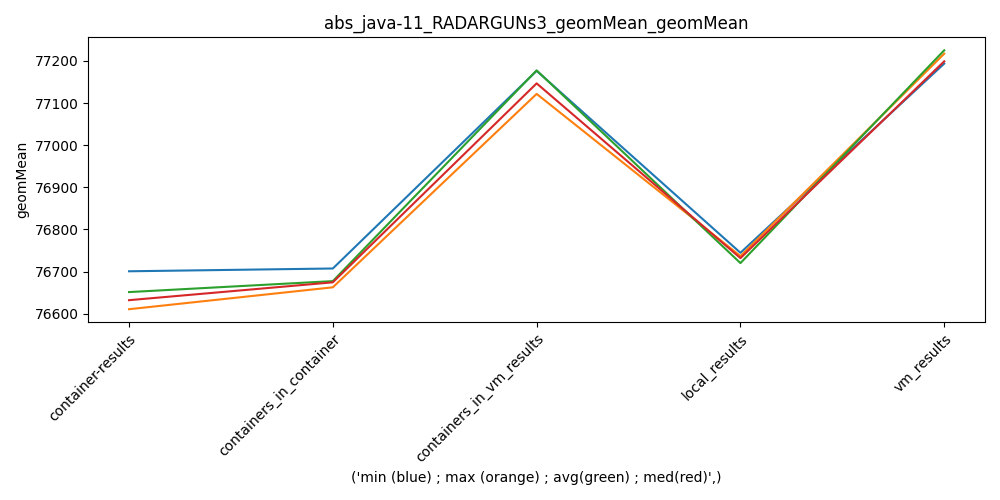 abs_java-11_RADARGUNs3_geomMean_geomMean
geomMean
77200
77100
77000
76900
76800
76700
76600
container-results
containers_in_container
containers_in_vm_results
local_results
vm_results
('min (blue) ; max (orange) ; avg(green) ; med(red)',)